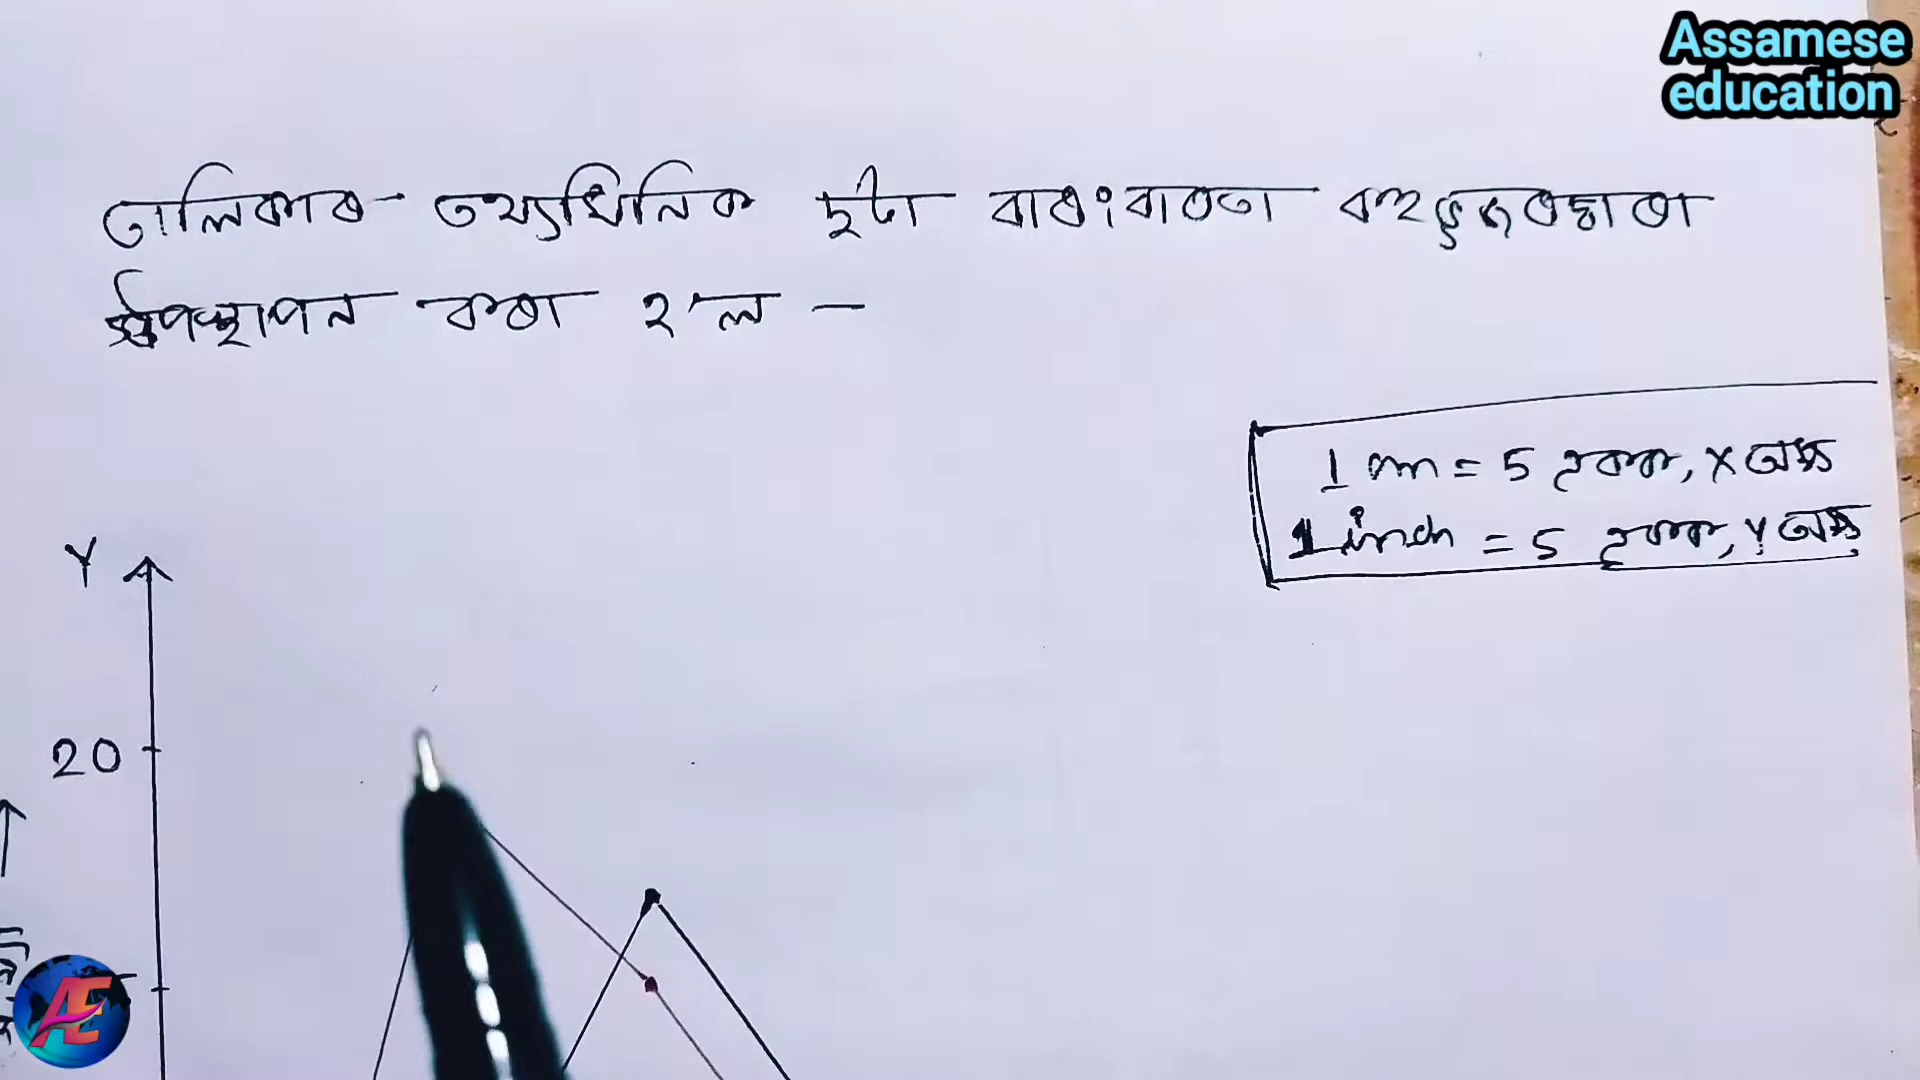 Assamese
education
তালিকাৰ তথ্যখিনিক দুটা বাৰংবাৰতা বহুভূজৰদ্বাৰা
উপস্থাপন কৰা হ'ল -
1 cm = 5 একক, X অক্ষ
1 inch = 5 একক, Y অক্ষ
Y
20
AE